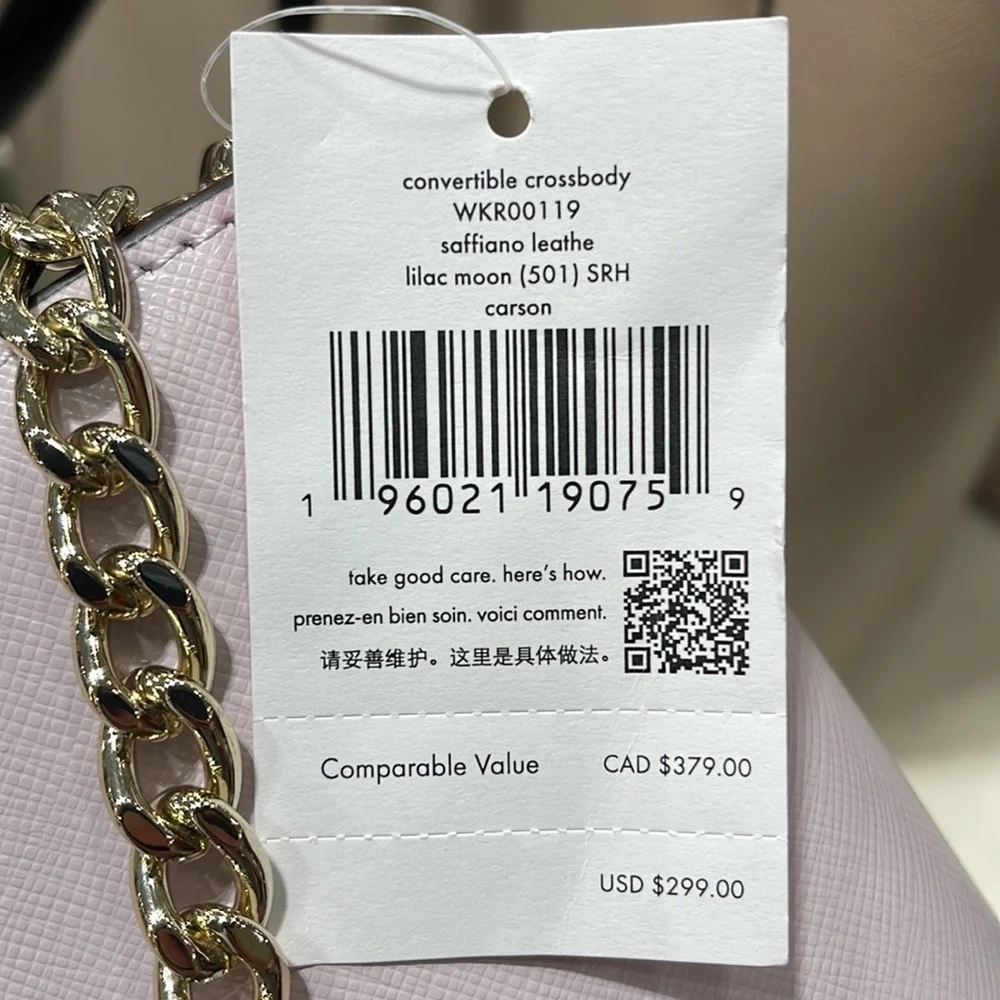 convertible crossbody
WKR00119
saffiano leathe
lilac moon (501) SRH
carson
1 96021 19075 9
take good care. here's how.
prenez-en bien soin. voici comment.
请妥善维护。这里是具体做法。
Comparable Value CAD $379.00
USD $299.00